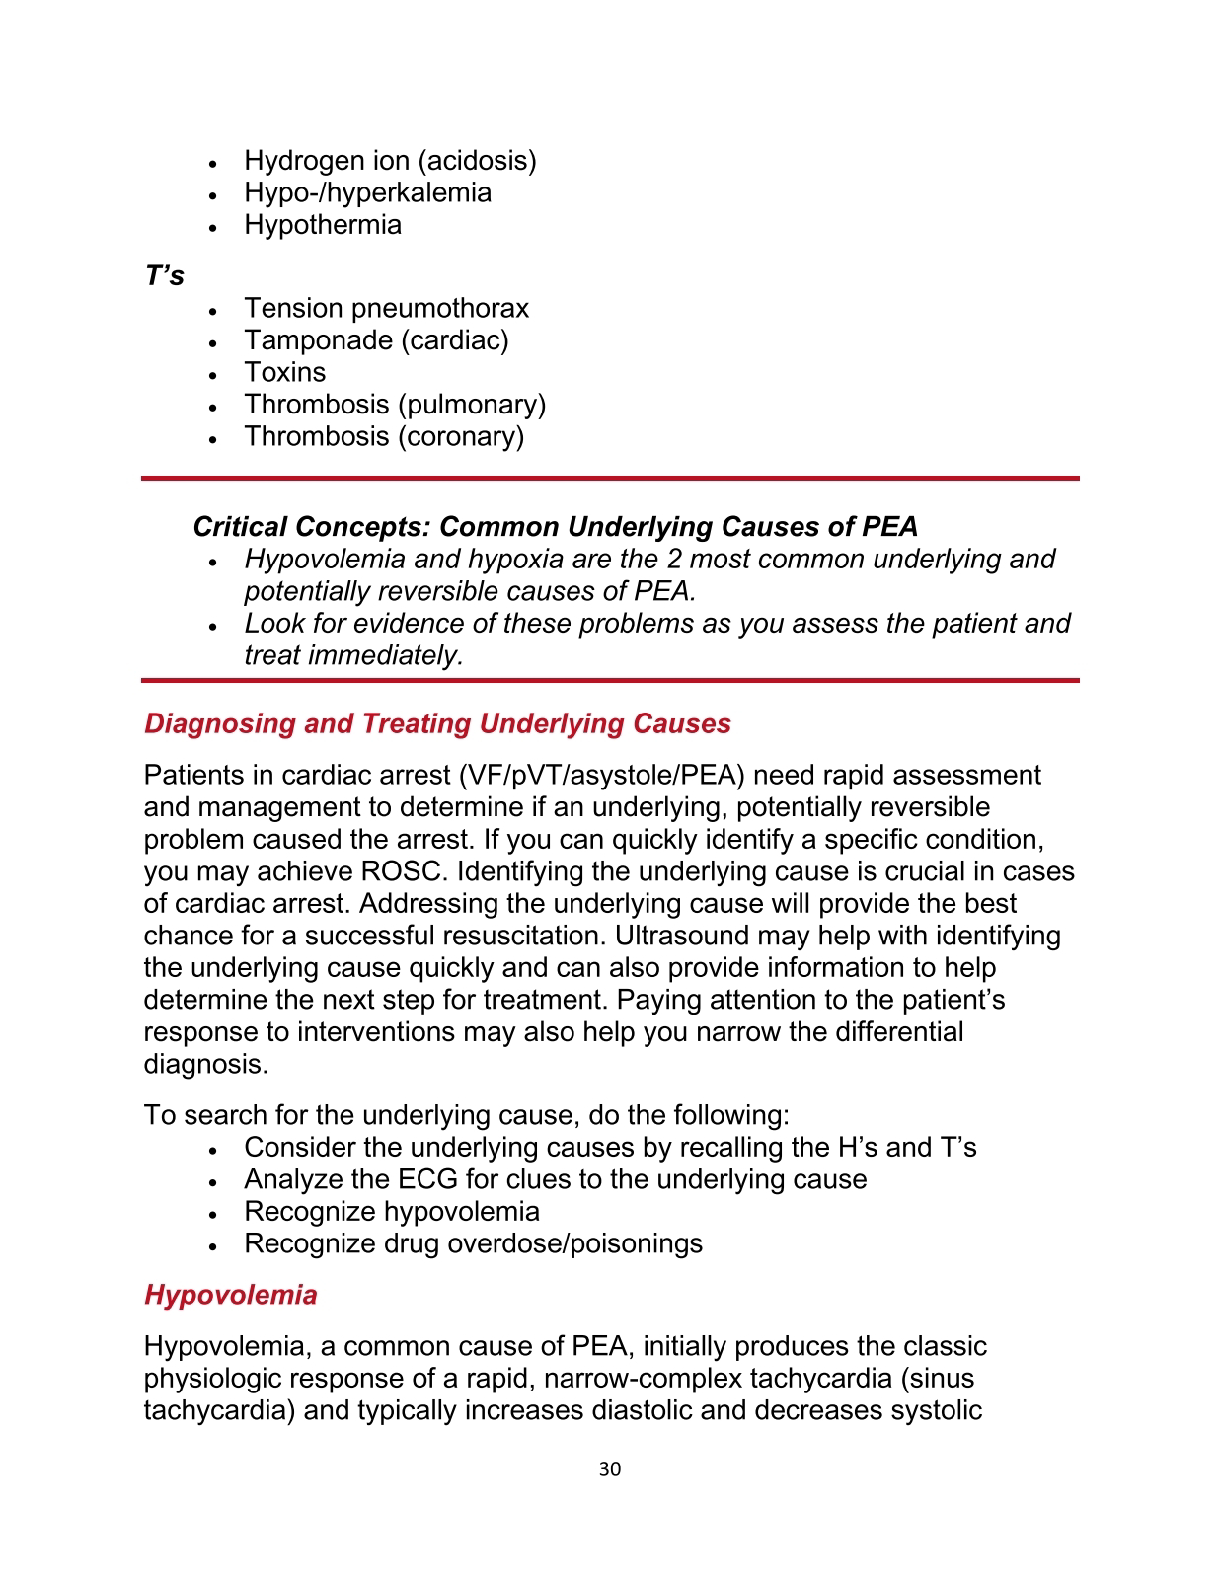 • Hydrogen ion (acidosis)
• Hypo-/hyperkalemia
• Hypothermia
T’s
• Tension pneumothorax
• Tamponade (cardiac)
• Toxins
• Thrombosis (pulmonary)
• Thrombosis (coronary)
Critical Concepts: Common Underlying Causes of PEA
• Hypovolemia and hypoxia are the 2 most common underlying and
potentially reversible causes of PEA.
• Look for evidence of these problems as you assess the patient and
treat immediately.
Diagnosing and Treating Underlying Causes
Patients in cardiac arrest (VF/pVT/asystole/PEA) need rapid assessment
and management to determine if an underlying, potentially reversible
problem caused the arrest. If you can quickly identify a specific condition,
you may achieve ROSC. Identifying the underlying cause is crucial in cases
of cardiac arrest. Addressing the underlying cause will provide the best
chance for a successful resuscitation. Ultrasound may help with identifying
the underlying cause quickly and can also provide information to help
determine the next step for treatment. Paying attention to the patient’s
response to interventions may also help you narrow the differential
diagnosis.
To search for the underlying cause, do the following:
• Consider the underlying causes by recalling the H’s and T’s
• Analyze the ECG for clues to the underlying cause
• Recognize hypovolemia
• Recognize drug overdose/poisonings
Hypovolemia
Hypovolemia, a common cause of PEA, initially produces the classic
physiologic response of a rapid, narrow-complex tachycardia (sinus
tachycardia) and typically increases diastolic and decreases systolic
30